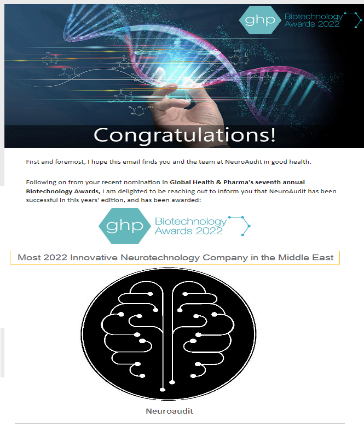 ghp Biotechnology
Awards 2022
Congratulations!
First and foremost, I hope this email finds you and the team at NeuroAudit in good health.
Following on from your recent nomination in Global Health & Pharma's seventh annual
Biotechnology Awards, I am delighted to be reaching out to inform you that NeuroAudit has been
successful in this years' edition, and has been awarded:
ghp Biotechnology
Awards 2022
Most 2022 Innovative Neurotechnology Company in the Middle East
Neuroaudit